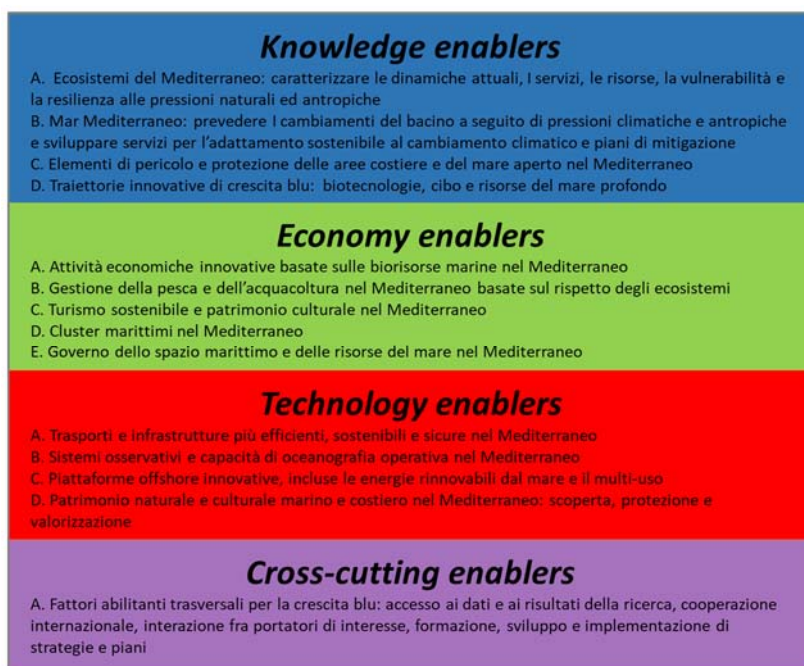 Knowledge enablers
A. Ecosistemi del Mediterraneo: caratterizzare le dinamiche attuali, I servizi, le risorse, la vulnerabilità e
la resilienza alle pressioni naturali ed antropiche
B. Mar Mediterraneo: prevedere I cambiamenti del bacino a seguito di pressioni climatiche e antropiche
e sviluppare servizi per l'adattamento sostenibile al cambiamento climatico e piani di mitigazione
C. Elementi di pericolo e protezione delle aree costiere e del mare aperto nel Mediterraneo
D. Traiettorie innovative di crescita blu: biotecnologie, cibo e risorse del mare profondo
Economy enablers
A. Attività economiche innovative basate sulle biorisorse marine nel Mediterraneo
B. Gestione della pesca e dell'acquacoltura nel Mediterraneo basate sul rispetto degli ecosistemi
C. Turismo sostenibile e patrimonio culturale nel Mediterraneo
D. Cluster marittimi nel Mediterraneo
E. Governo dello spazio marittimo e delle risorse del mare nel Mediterraneo
Technology enablers
A. Trasporti e infrastrutture più efficienti, sostenibili e sicure nel Mediterraneo
B. Sistemi osservativi e capacità di oceanografia operativa nel Mediterraneo
C. Piattaforme offshore innovative, incluse le energie rinnovabili dal mare e il multi-uso
D. Patrimonio naturale e culturale marino e costiero nel Mediterraneo: scoperta, protezione e
valorizzazione
Cross-cutting enablers
A. Fattori abilitanti trasversali per la crescita blu: accesso ai dati e ai risultati della ricerca, cooperazione
internazionale, interazione fra portatori di interesse, formazione, sviluppo e implementazione di
strategie e piani